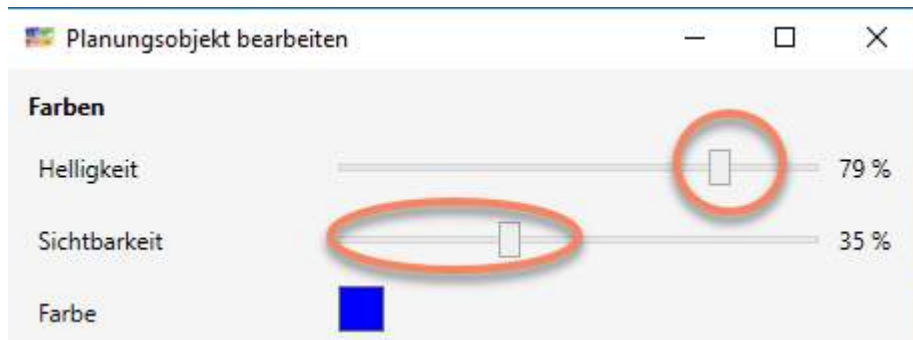 Planungsobjekt bearbeiten
Farben
Helligkeit 79 %
Sichtbarkeit 35 %
Farbe